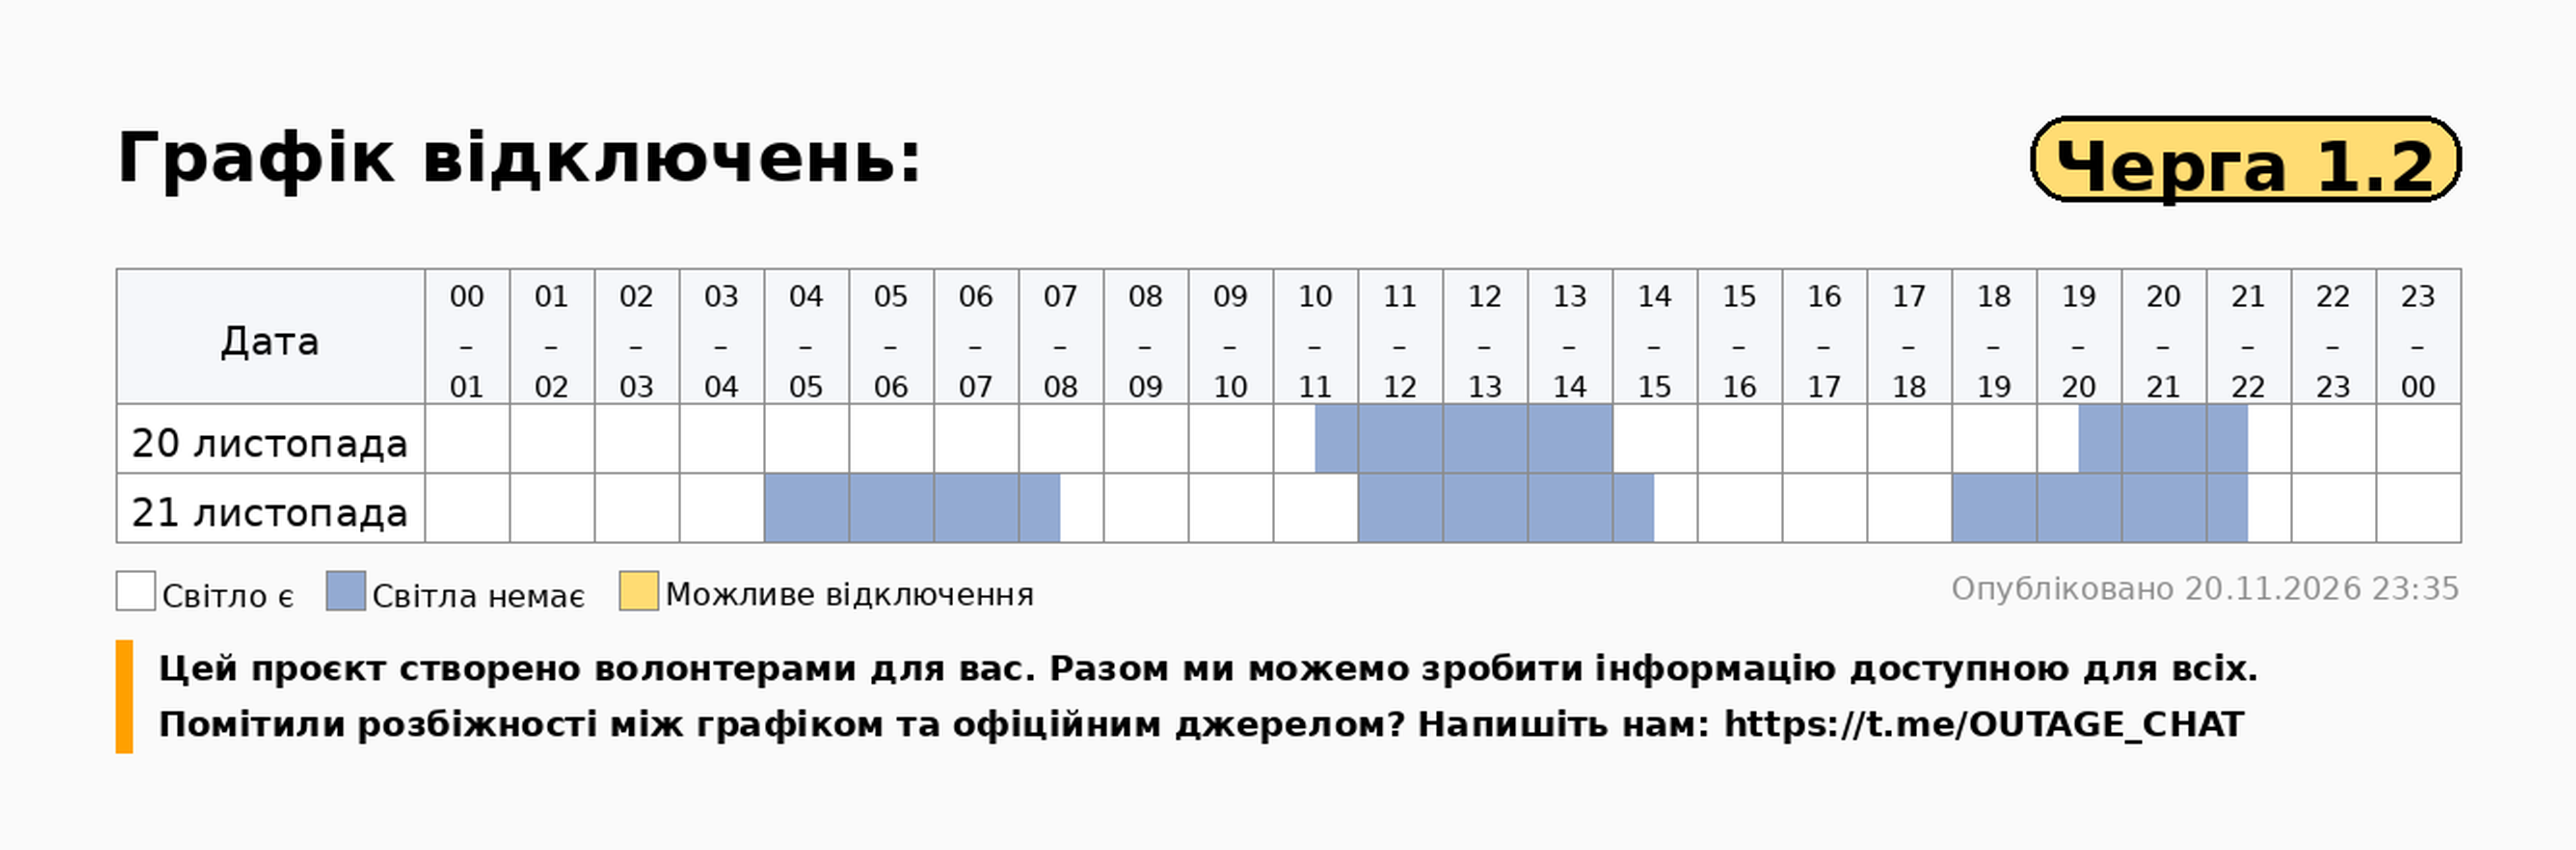 Графік відключень:
Черга 1.2
Дата
00 – 01
01 – 02
02 – 03
03 – 04
04 – 05
05 – 06
06 – 07
07 – 08
08 – 09
09 – 10
10 – 11
11 – 12
12 – 13
13 – 14
14 – 15
15 – 16
16 – 17
17 – 18
18 – 19
19 – 20
20 – 21
21 – 22
22 – 23
23 – 00
20 листопада
21 листопада
Світло є
Світла немає
Можливе відключення
Опубліковано 20.11.2026 23:35
Цей проєкт створено волонтерами для вас. Разом ми можемо зробити інформацію доступною для всіх.
Помітили розбіжності між графіком та офіційним джерелом? Напишіть нам: https://t.me/OUTAGE_CHAT